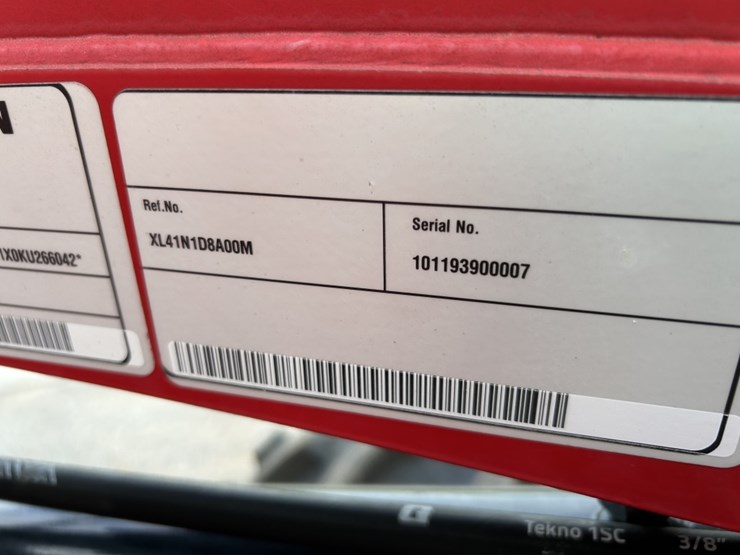 N
1X0KU266042*
Ref.No.
XL41N1D8A00M
Serial No.
101193900007
Tekno 1SC 3/8"